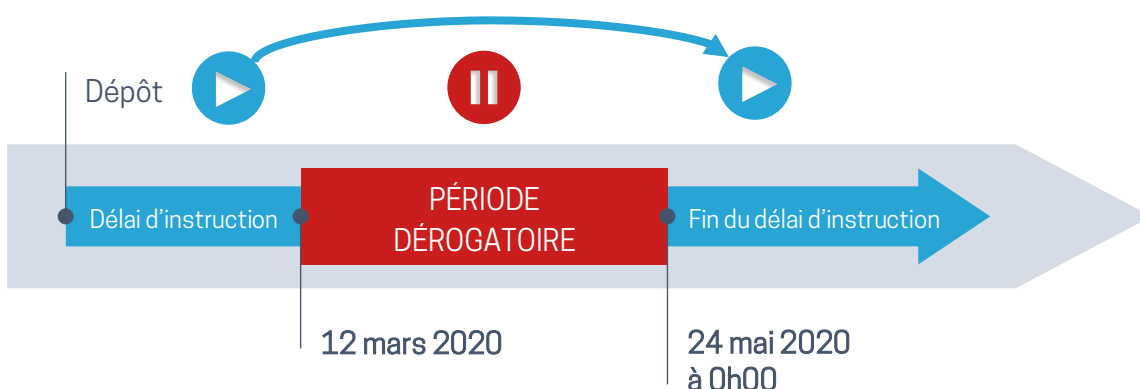 Dépôt
Délai d'instruction
PÉRIODE
DÉROGATOIRE
Fin du délai d'instruction
12 mars 2020
24 mai 2020
à 0h00